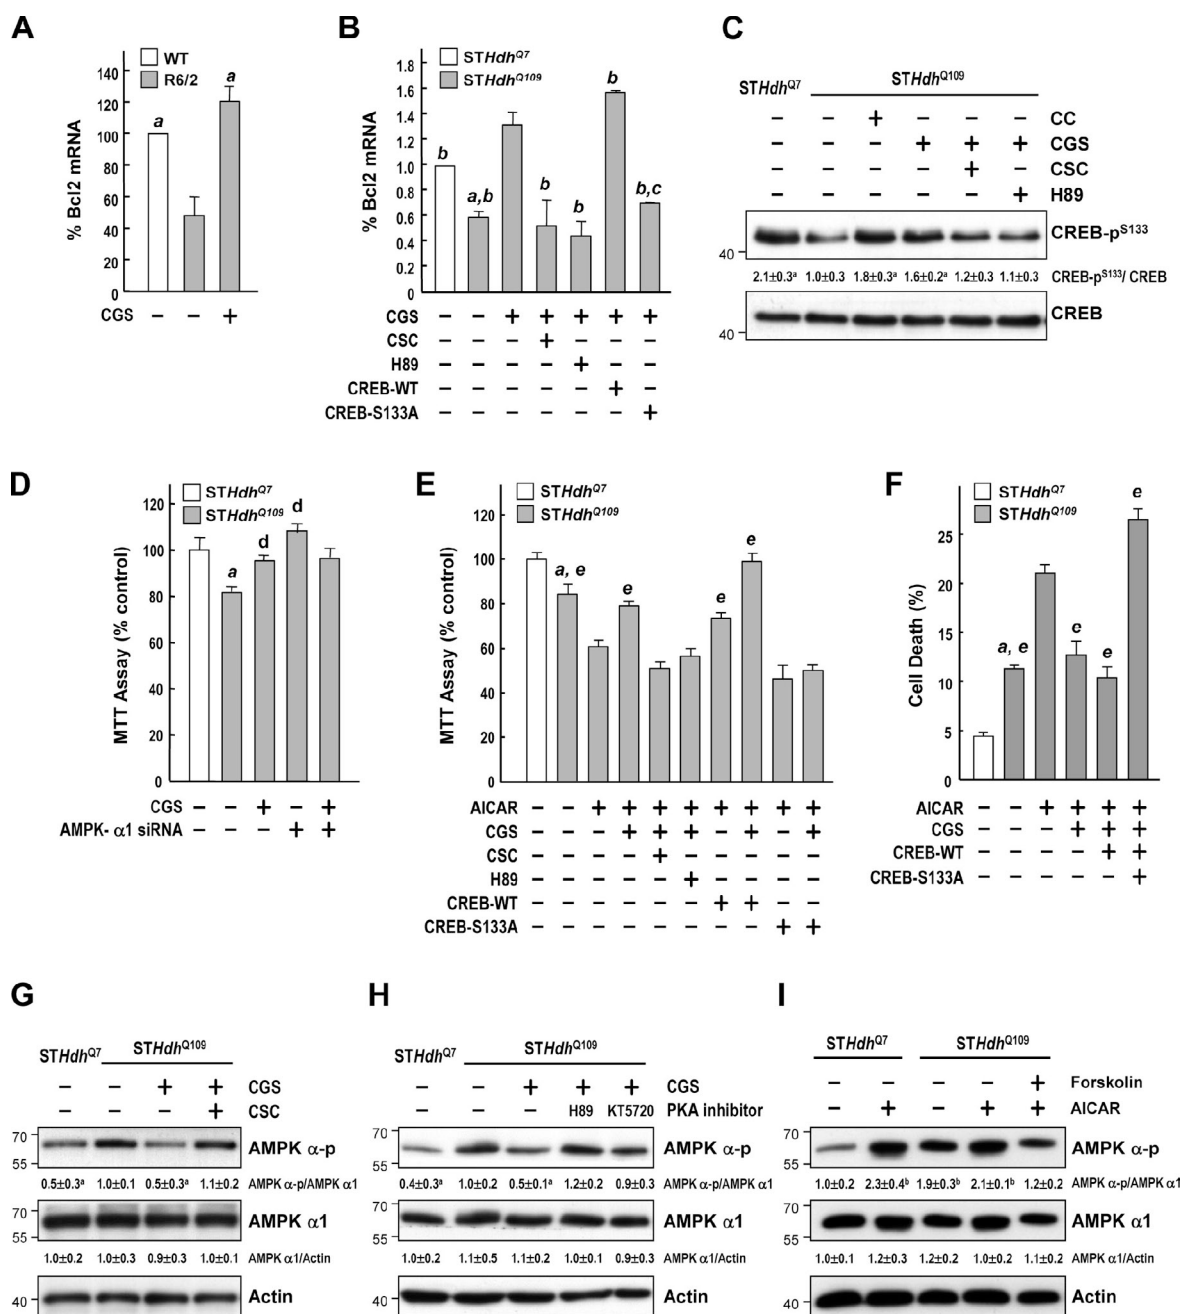 A
WT
R6/2
% Bcl2 mRNA
140
120
100
80
60
40
20
0
a
a
CGS – – +
B
STHdhQ7
STHdhQ109
% Bcl2 mRNA
1.8
1.6
1.4
1.2
1.0
0.8
0.6
0.4
0.2
0
b
a,b
b
b
b
b,c
CGS – – + + + + +
CSC – – – + – – –
H89 – – – – + – –
CREB-WT – – – – – + –
CREB-S133A – – – – – – +
C
STHdhQ7 STHdhQ109
– – + – – – CC
– – – + + + CGS
– – – – + – CSC
– – – – – + H89
40 CREB-pS133
2.1±0.3a 1.0±0.3 1.8±0.3a 1.6±0.2a 1.2±0.3 1.1±0.3 CREB-pS133/ CREB
40 CREB
D
STHdhQ7
STHdhQ109
MTT Assay (% control)
120
100
80
60
40
20
0
a
d
d
CGS – – + – +
AMPK- α1 siRNA – – – + +
E
STHdhQ7
STHdhQ109
MTT Assay (% control)
120
100
80
60
40
20
0
a, e
e
e
e
AICAR – – + + + + + + + +
CGS – – – + + + – + – +
CSC – – – – + – – – – –
H89 – – – – – + – – – –
CREB-WT – – – – – – + + – –
CREB-S133A – – – – – – – – + +
F
STHdhQ7
STHdhQ109
Cell Death (%)
25
20
15
10
5
0
a, e
e
e
e
AICAR – – + + + +
CGS – – – + + +
CREB-WT – – – – + +
CREB-S133A – – – – – +
G
STHdhQ7 STHdhQ109
– – + + CGS
– – – + CSC
70
55
AMPK α-p
0.5±0.3a 1.0±0.1 0.5±0.3a 1.1±0.2 AMPK α-p/AMPK α1
70
55
AMPK α1
1.0±0.2 1.0±0.3 0.9±0.3 1.0±0.1 AMPK α1/Actin
40 Actin
H
STHdhQ7 STHdhQ109
– – + + + CGS
– – – H89 KT5720 PKA inhibitor
70
55
AMPK α-p
0.4±0.3a 1.0±0.2 0.5±0.1a 1.2±0.2 0.9±0.3 AMPK α-p/AMPK α1
70
55
AMPK α1
1.0±0.2 1.1±0.5 1.1±0.2 1.0±0.1 0.9±0.3 AMPK α1/Actin
40 Actin
I
STHdhQ7 STHdhQ109
– – – – + Forskolin
– + – + + AICAR
70
55
AMPK α-p
1.0±0.2 2.3±0.4b 1.9±0.3b 2.1±0.1b 1.2±0.2 AMPK α-p/AMPK α1
70
55
AMPK α1
1.0±0.1 1.2±0.3 1.2±0.2 1.0±0.2 1.1±0.2 AMPK α1/Actin
40 Actin